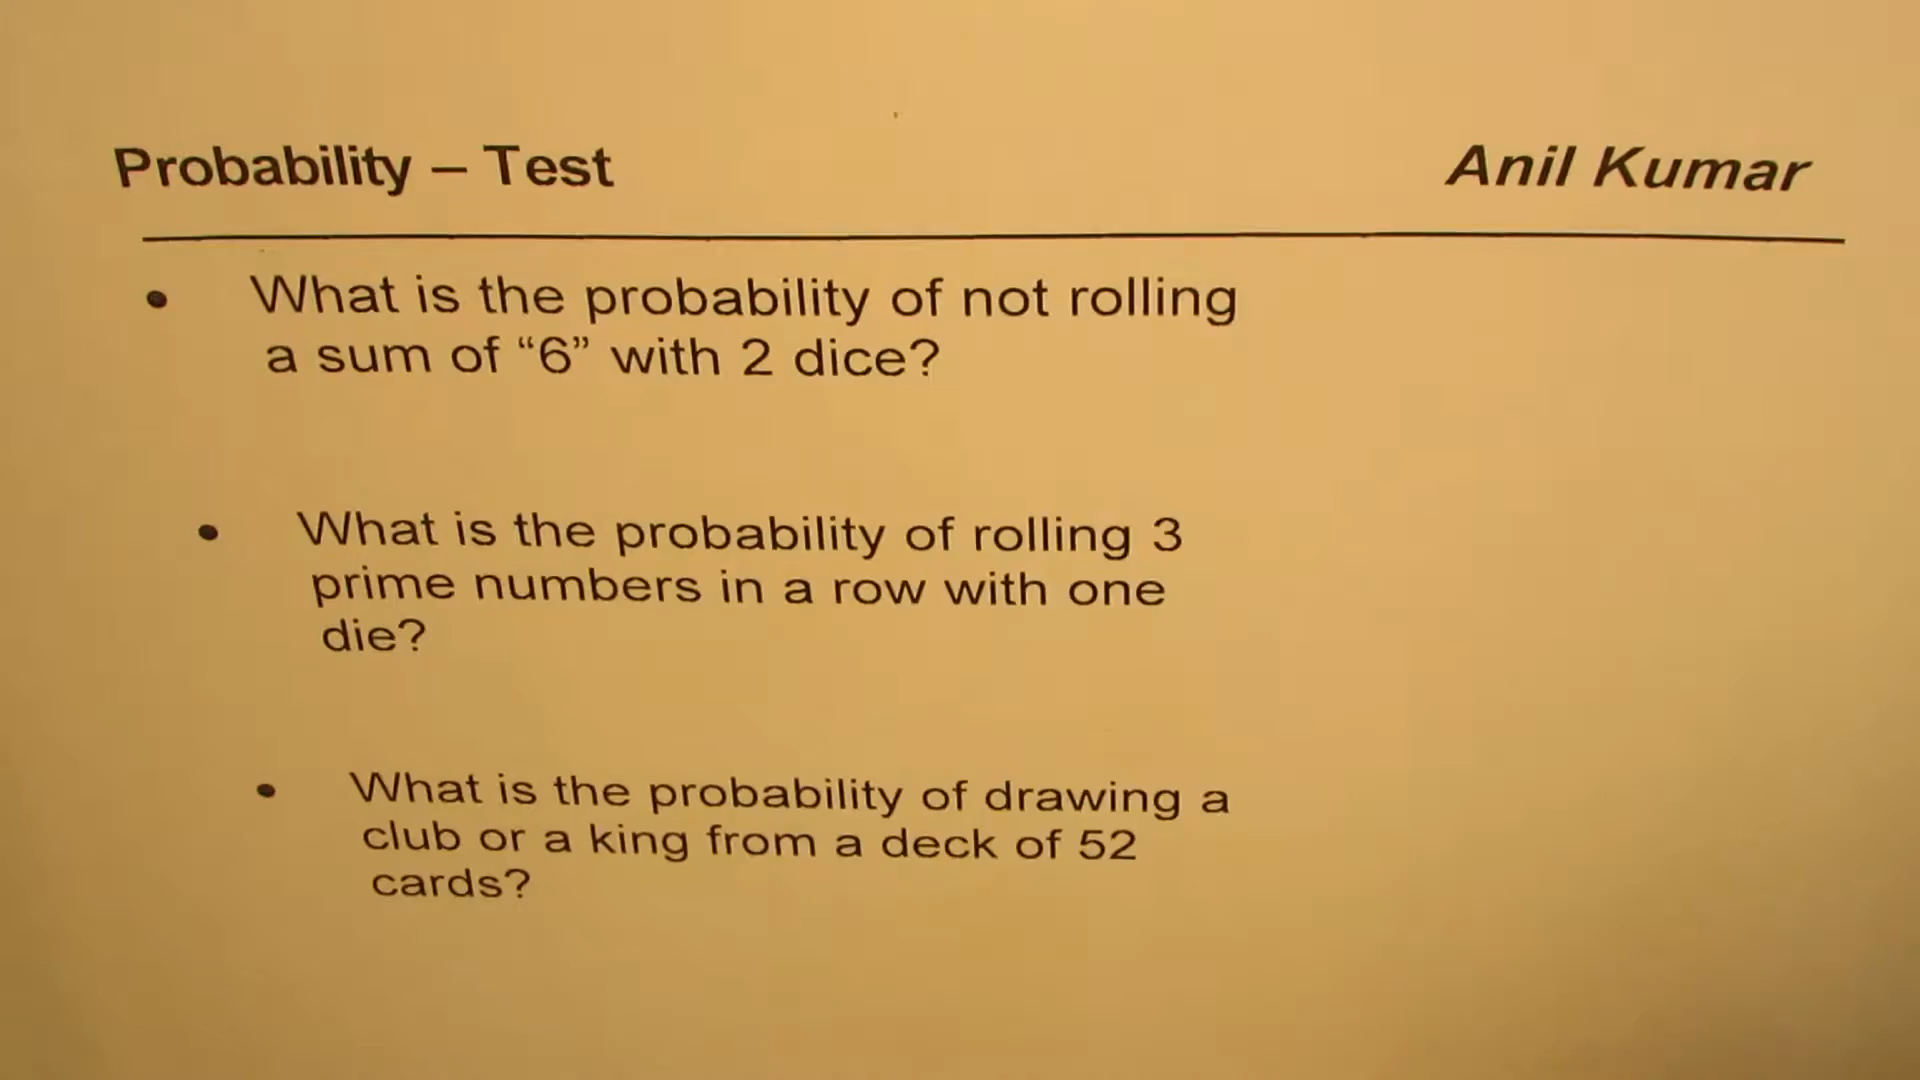 Probability – Test
Anil Kumar
• What is the probability of not rolling
a sum of “6” with 2 dice?
• What is the probability of rolling 3
prime numbers in a row with one
die?
• What is the probability of drawing a
club or a king from a deck of 52
cards?